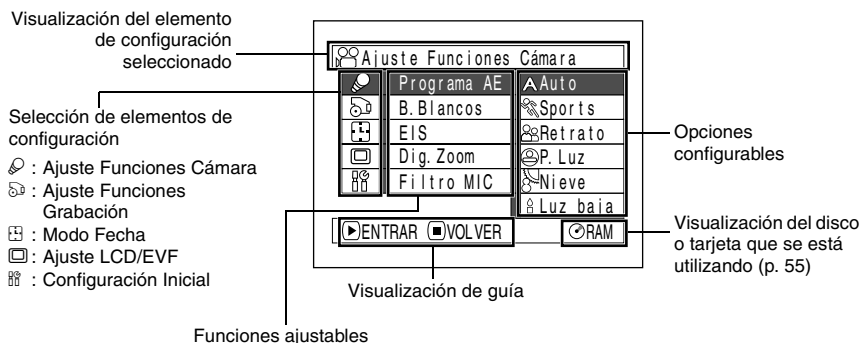 Visualización del elemento
de configuración
seleccionado
Ajuste Funciones Cámara
Programa AE
B. Blancos
EIS
Dig. Zoom
Filtro MIC
Auto
Sports
Retrato
P. Luz
Nieve
Luz baja
ENTRAR VOLVER
RAM
Selección de elementos de
configuración
: Ajuste Funciones Cámara
: Ajuste Funciones
Grabación
: Modo Fecha
: Ajuste LCD/EVF
: Configuración Inicial
Opciones
configurables
Visualización del disco
o tarjeta que se está
utilizando (p. 55)
Visualización de guía
Funciones ajustables